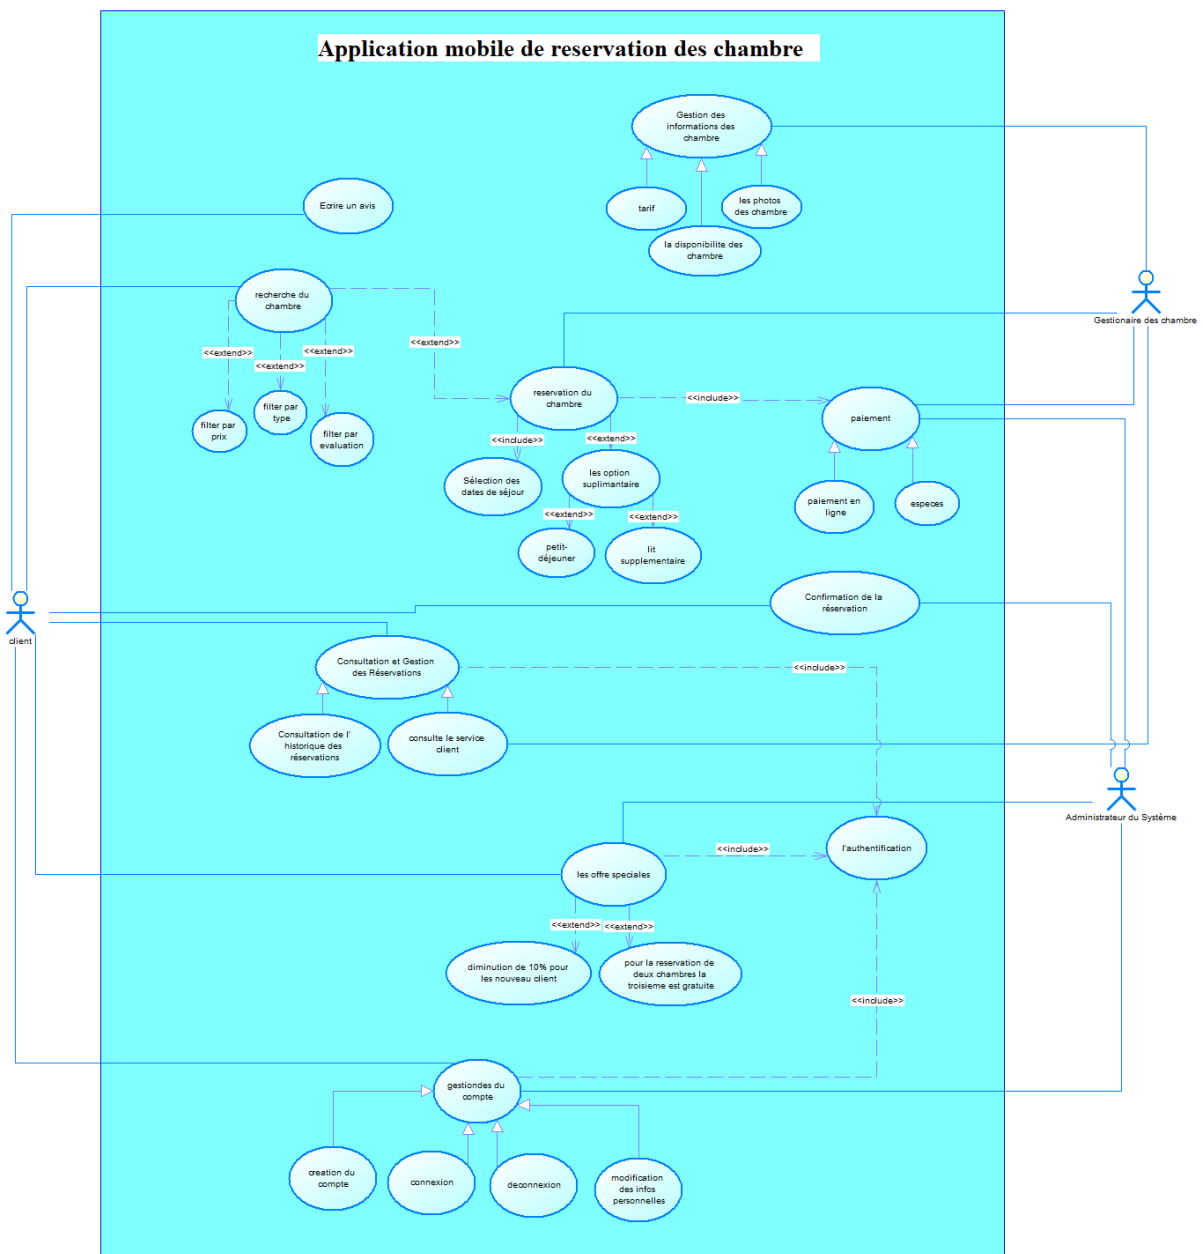 Application mobile de reservation des chambre
Gestion des
informations des
chambre
tarif
les photos
des chambre
la disponibilite des
chambre
Ecrire un avis
recherche du
chambre
<<extend>>
<<extend>>
<<extend>>
<<extend>>
filter par
prix
filter par
type
filter par
evaluation
Gestionaire des chambre
reservation du
chambre
<<include>>
paiement
<<include>>
<<extend>>
Sélection des
dates de séjour
les option
suplimantaire
<<extend>>
<<extend>>
petit-
déjeuner
lit
supplementaire
paiement en
ligne
especes
client
Confirmation de la
réservation
Consultation et Gestion
des Réservations
<<include>>
Consultation de l'
historique des
réservations
consulte le service
client
Administrateur du Système
les offre speciales
<<include>>
l'authentification
<<extend>>
<<extend>>
diminution de 10% pour
les nouveau client
pour la reservation de
deux chambres la
troisieme est gratuite
<<include>>
gestiondes du
compte
creation du
compte
connexion
deconnexion
modification
des infos
personnelles